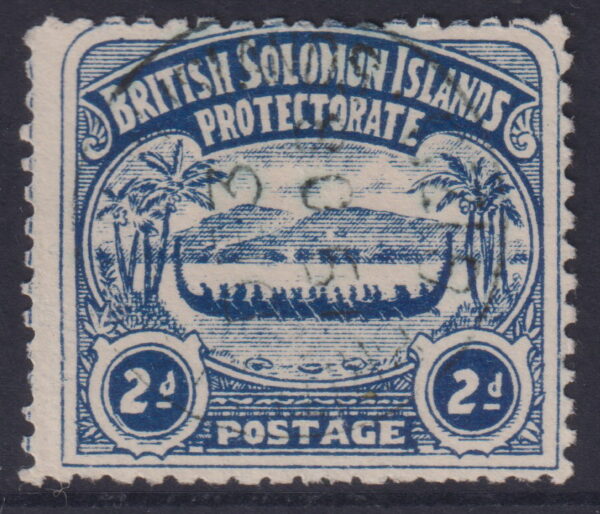 BRITISH SOLOMON ISLANDS
PROTECTORATE
2d 2d
POSTAGE